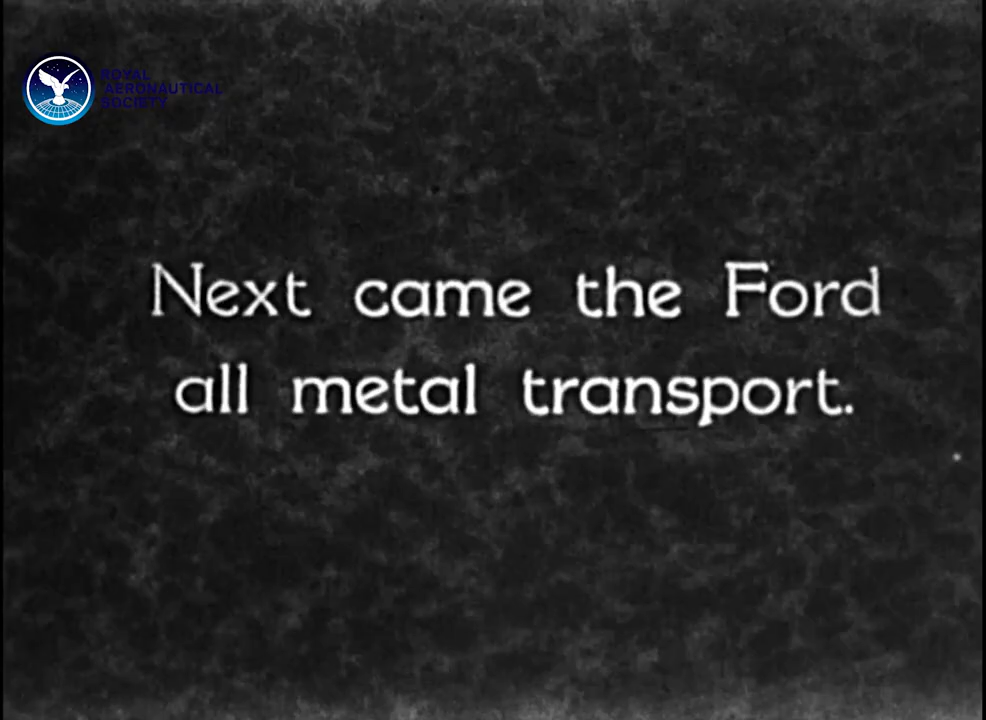 ROYAL
AERONAUTICAL
SOCIETY
Next came the Ford
all metal transport.